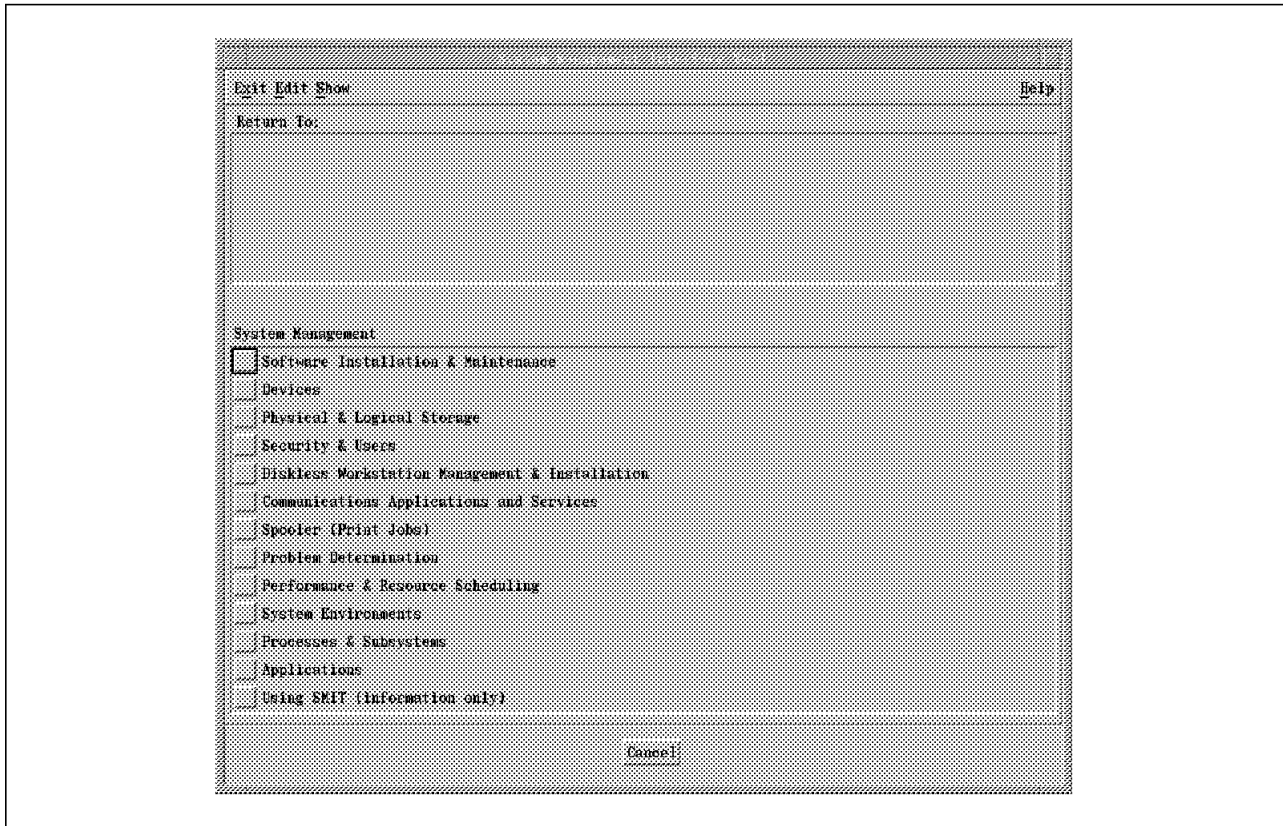 Exit Edit Show Help
Return To:
System Management
Software Installation & Maintenance
Devices
Physical & Logical Storage
Security & Users
Diskless Workstation Management & Installation
Communications Applications and Services
Spooler (Print Jobs)
Problem Determination
Performance & Resource Scheduling
System Environments
Processes & Subsystems
Applications
Using SMIT (information only)
Cancel